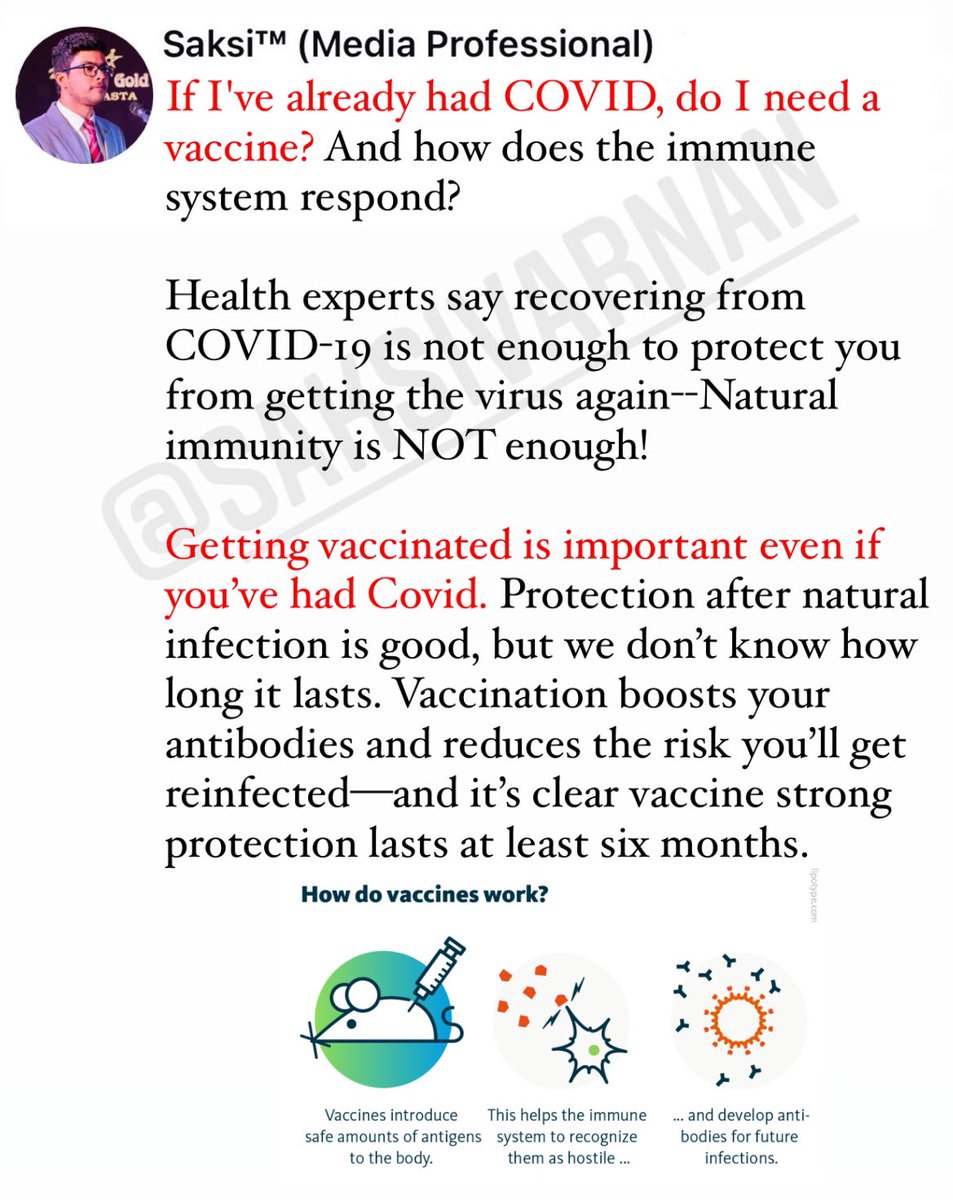 Saksi™ (Media Professional)
Gold
ASTA
If I've already had COVID, do I need a
vaccine? And how does the immune
system respond?
Health experts say recovering from
COVID-19 is not enough to protect you
from getting the virus again--Natural
immunity is NOT enough!
@SAKSIVARNAN
Getting vaccinated is important even if
you’ve had Covid. Protection after natural
infection is good, but we don’t know how
long it lasts. Vaccination boosts your
antibodies and reduces the risk you’ll get
reinfected—and it’s clear vaccine strong
protection lasts at least six months.
How do vaccines work?
lipotype.com
Vaccines introduce
safe amounts of antigens
to the body.
This helps the immune
system to recognize
them as hostile ...
... and develop anti-
bodies for future
infections.